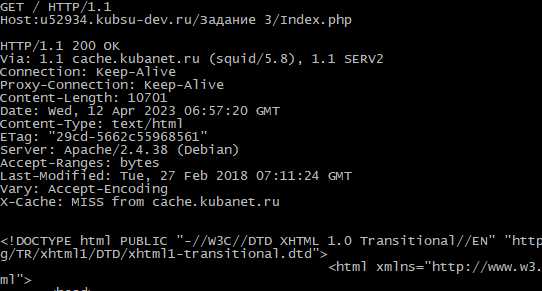 GET / HTTP/1.1
Host:u52934.kubsu-dev.ru/Задание 3/Index.php
HTTP/1.1 200 OK
Via: 1.1 cache.kubanet.ru (squid/5.8), 1.1 SERV2
Connection: Keep-Alive
Proxy-Connection: Keep-Alive
Content-Length: 10701
Date: Wed, 12 Apr 2023 06:57:20 GMT
Content-Type: text/html
ETag: "29cd-5662c55968561"
Server: Apache/2.4.38 (Debian)
Accept-Ranges: bytes
Last-Modified: Tue, 27 Feb 2018 07:11:24 GMT
Vary: Accept-Encoding
X-Cache: MISS from cache.kubanet.ru
<!DOCTYPE html PUBLIC "-//W3C//DTD XHTML 1.0 Transitional//EN" "http
g/TR/xhtml1/DTD/xhtml1-transitional.dtd">
<html xmlns="http://www.w3.
ml">
<head>